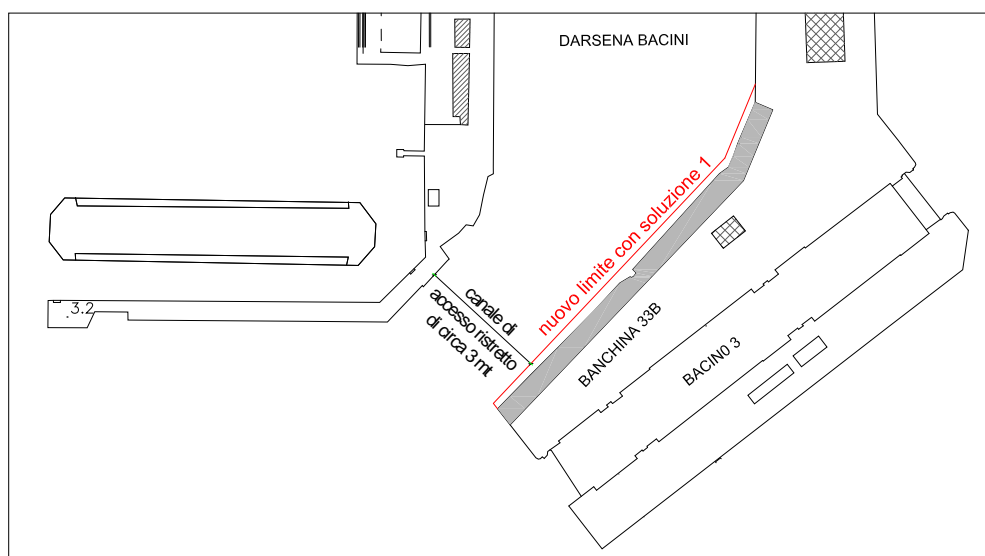 DARSENA BACINI
nuovo limite con soluzione 1
canale di
accesso ristretto
di circa 3 mt
BANCHINA 33B
BACIN0 3
.3.2